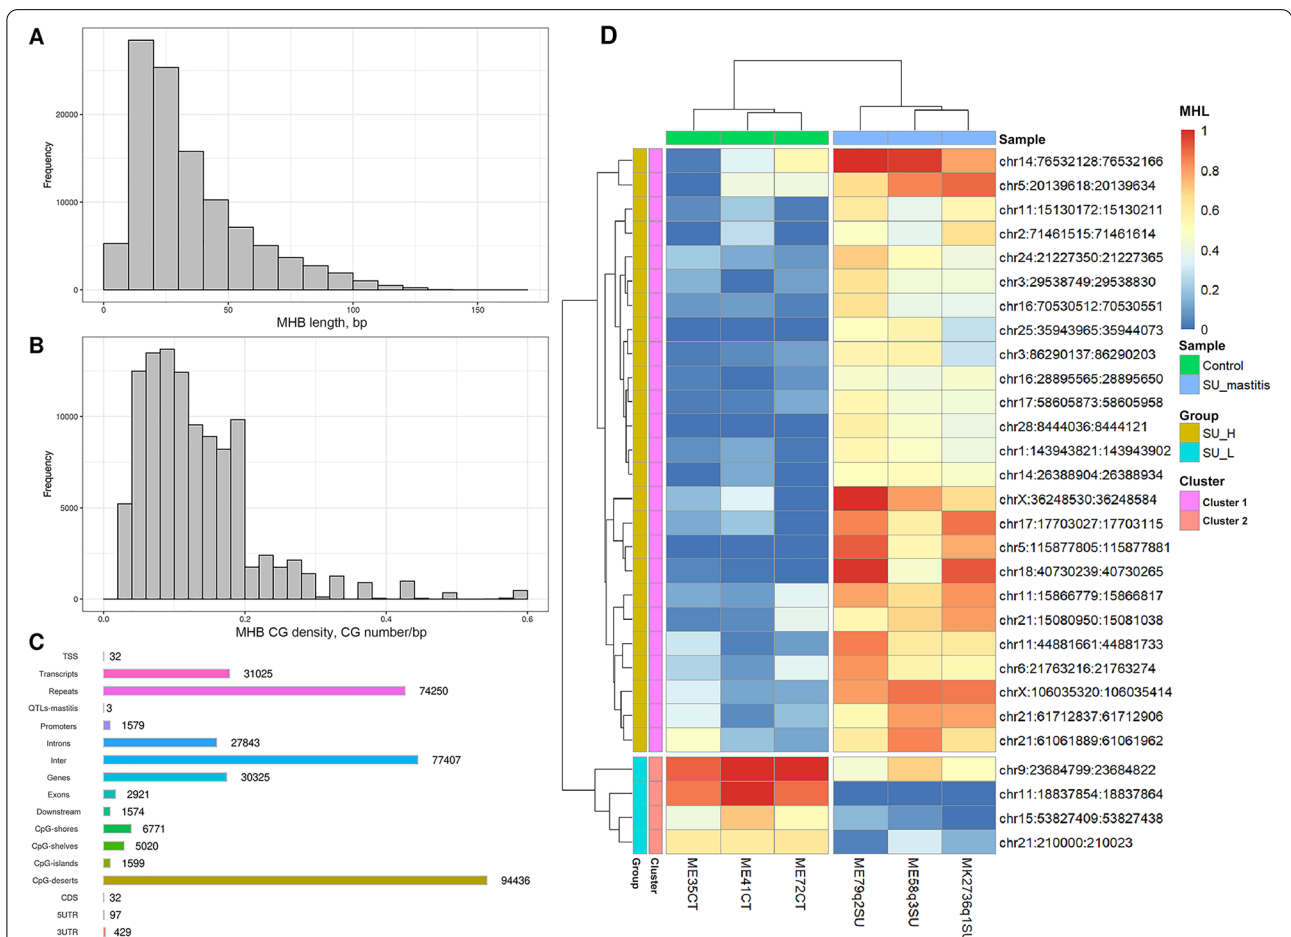 A
Frequency
20000
10000
0
0
50
100
150
MHB length, bp
B
Frequency
10000
5000
0
0.0
0.2
0.4
0.6
MHB CG density, CG number/bp
C
TSS 32
Transcripts 31025
Repeats 74250
QTLs-mastitis 3
Promoters 1579
Introns 27843
Inter 77407
Genes 30325
Exons 2921
Downstream 1574
CpG-shores 6771
CpG-shelves 5020
CpG-islands 1599
CpG-deserts 94436
CDS 32
5UTR 97
3UTR 429
D
Sample
chr14:76532128:76532166
chr5:20139618:20139634
chr11:15130172:15130211
chr2:71461515:71461614
chr24:21227350:21227365
chr3:29538749:29538830
chr16:70530512:70530551
chr25:35943965:35944073
chr3:86290137:86290203
chr16:28895565:28895650
chr17:58605873:58605958
chr28:8444036:8444121
chr1:143943821:143943902
chr14:26388904:26388934
chrX:36248530:36248584
chr17:17703027:17703115
chr5:115877805:115877881
chr18:40730239:40730265
chr11:15866779:15866817
chr21:15080950:15081038
chr11:44881661:44881733
chr6:21763216:21763274
chrX:106035320:106035414
chr21:61712837:61712906
chr21:61061889:61061962
chr9:23684799:23684822
chr11:18837854:18837864
chr15:53827409:53827438
chr21:210000:210023
Group
Cluster
ME35CT
ME41CT
ME72CT
ME79q2SU
ME58q3SU
MK2736q1SU
MHL
1
0.8
0.6
0.4
0.2
0
Sample
Control
SU_mastitis
Group
SU_H
SU_L
Cluster
Cluster 1
Cluster 2